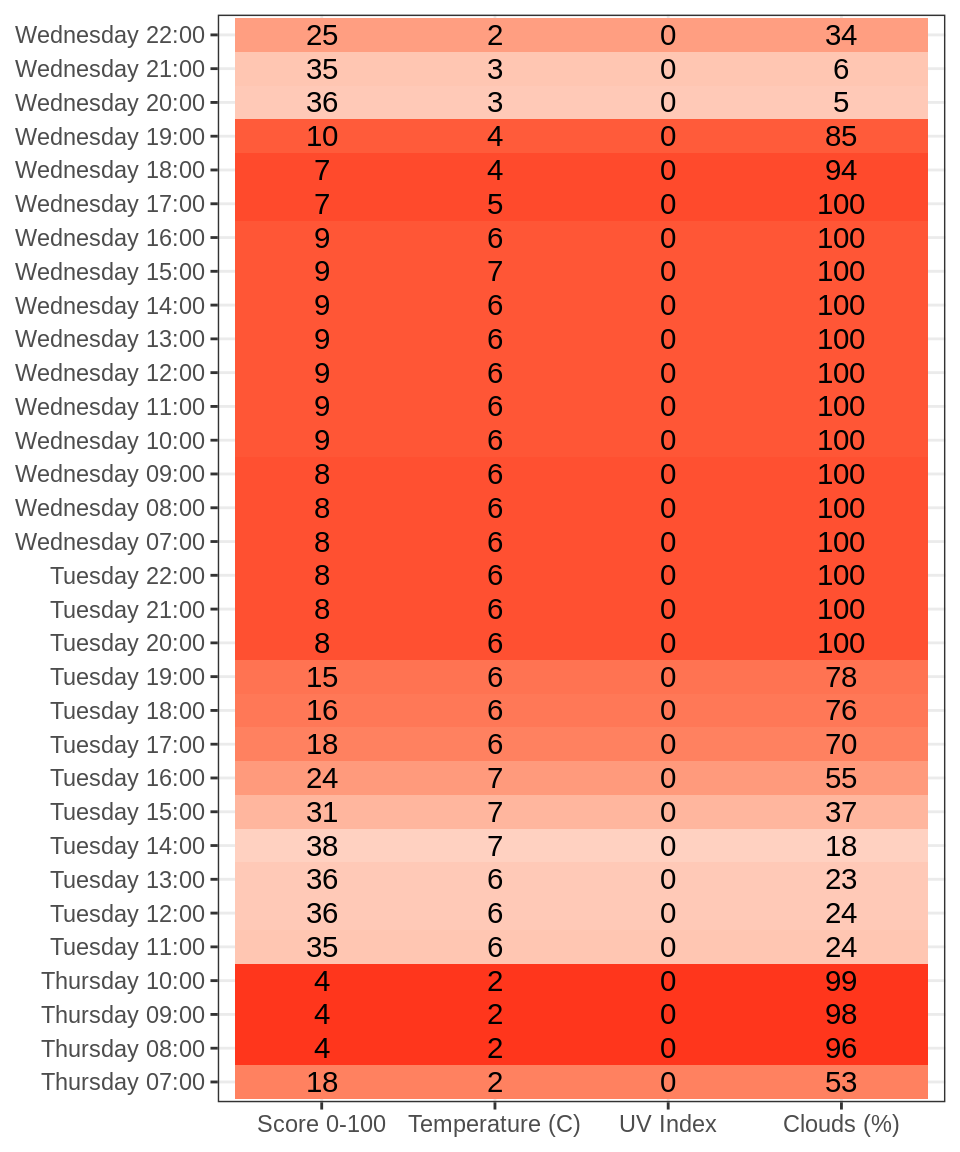 Wednesday 22:00 25 2 0 34
Wednesday 21:00 35 3 0 6
Wednesday 20:00 36 3 0 5
Wednesday 19:00 10 4 0 85
Wednesday 18:00 7 4 0 94
Wednesday 17:00 7 5 0 100
Wednesday 16:00 9 6 0 100
Wednesday 15:00 9 7 0 100
Wednesday 14:00 9 6 0 100
Wednesday 13:00 9 6 0 100
Wednesday 12:00 9 6 0 100
Wednesday 11:00 9 6 0 100
Wednesday 10:00 9 6 0 100
Wednesday 09:00 8 6 0 100
Wednesday 08:00 8 6 0 100
Wednesday 07:00 8 6 0 100
Tuesday 22:00 8 6 0 100
Tuesday 21:00 8 6 0 100
Tuesday 20:00 8 6 0 100
Tuesday 19:00 15 6 0 78
Tuesday 18:00 16 6 0 76
Tuesday 17:00 18 6 0 70
Tuesday 16:00 24 7 0 55
Tuesday 15:00 31 7 0 37
Tuesday 14:00 38 7 0 18
Tuesday 13:00 36 6 0 23
Tuesday 12:00 36 6 0 24
Tuesday 11:00 35 6 0 24
Thursday 10:00 4 2 0 99
Thursday 09:00 4 2 0 98
Thursday 08:00 4 2 0 96
Thursday 07:00 18 2 0 53
Score 0-100 Temperature (C) UV Index Clouds (%)